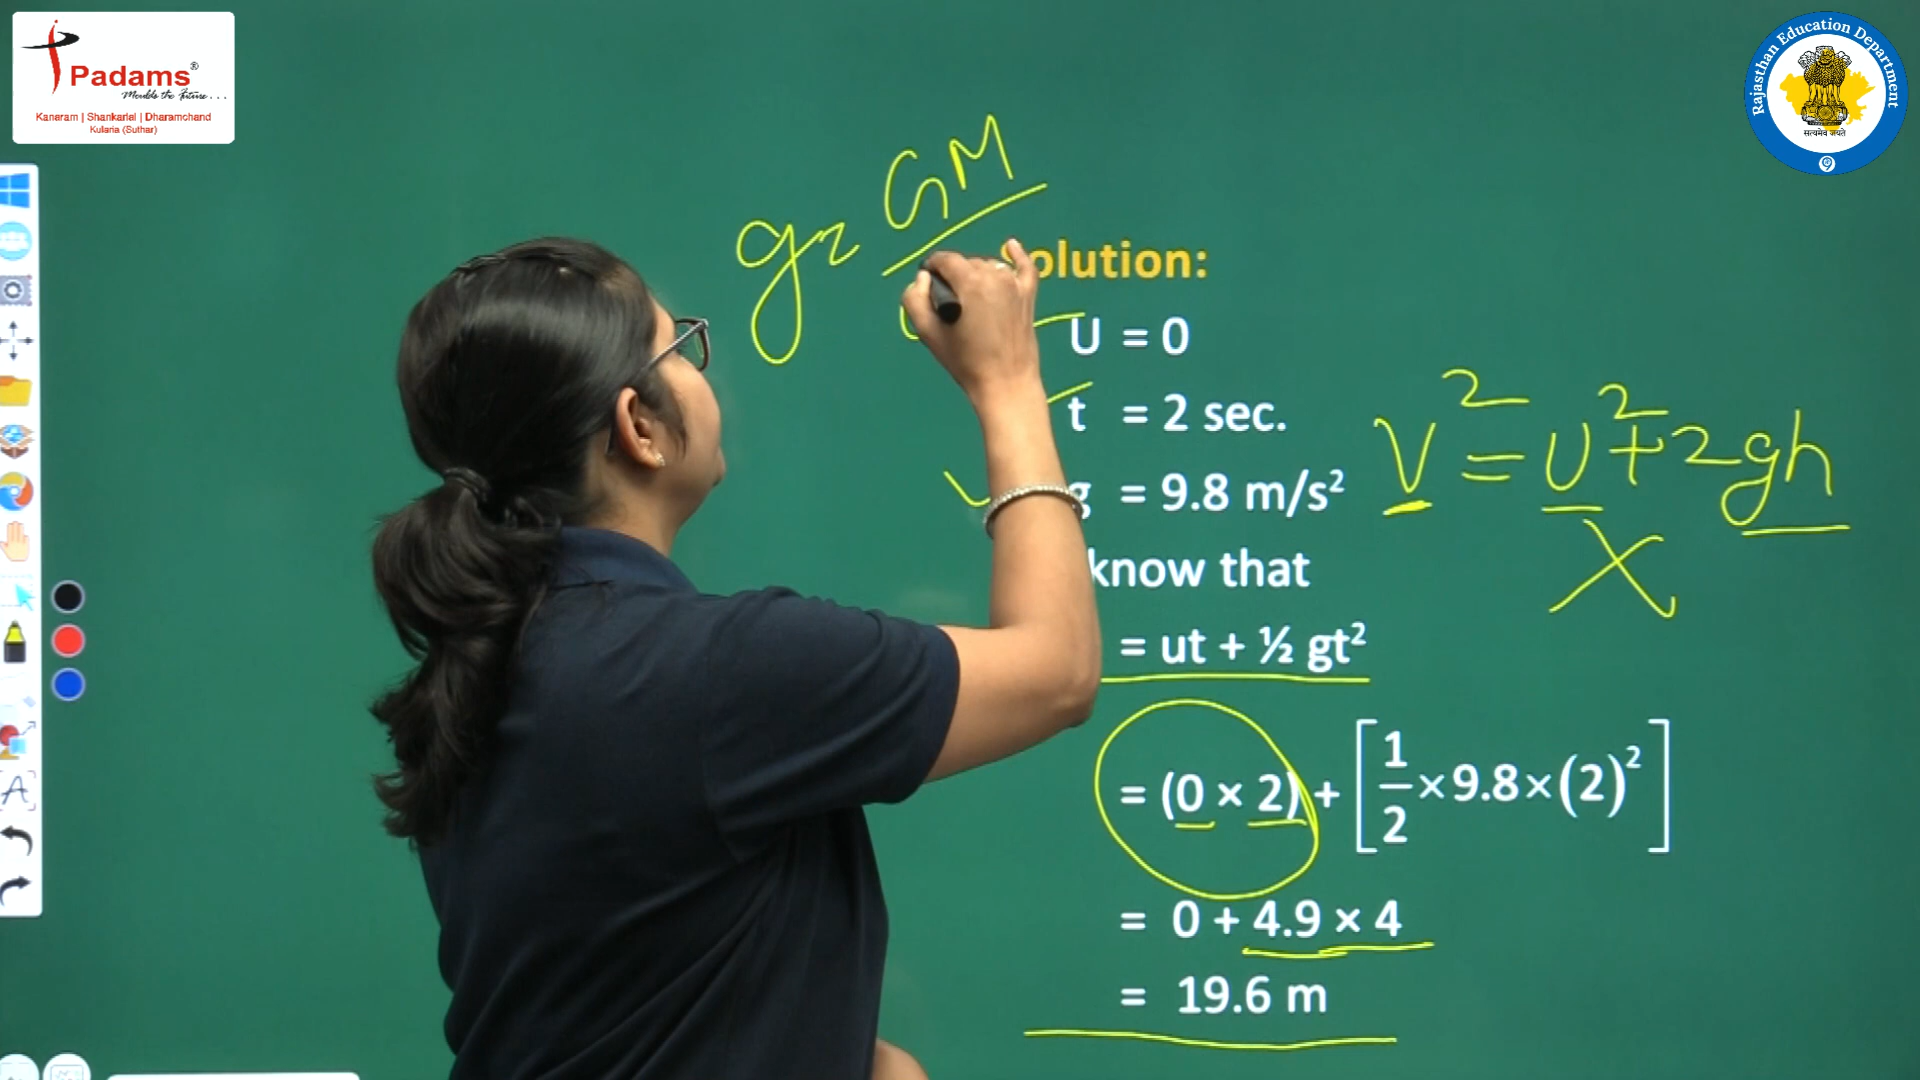 Padams®
Moulds the Future...
Kanaram | Shankarlal | Dharamchand
Kularia (Suthar)
Rajasthan Education Department
सत्यमेव जयते
g = GM
Solution:
U = 0
t = 2 sec.
g = 9.8 m/s²
know that
= ut + ½ gt²
= (0 × 2) + [1/2 × 9.8 × (2)²]
= 0 + 4.9 × 4
= 19.6 m
V² = U² + 2gh
X
A